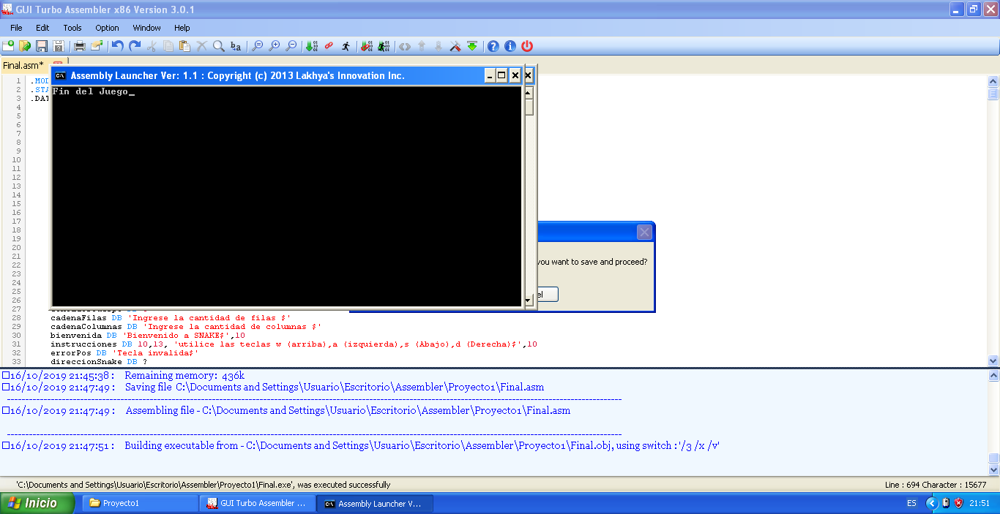 GUI Turbo Assembler x86 Version 3.0.1
File Edit Tools Option Window Help
Final.asm*
Assembly Launcher Ver: 1.1 : Copyright (c) 2013 Lakhya's Innovation Inc.
Fin del Juego_
1 .MOD
2 .STA
3 .DAT
4
5
6
7
8
9
10
11
12
13
14
15
16
17
18
19
20
21
22
23
24
25
26
27
you want to save and proceed?
el
28 cadenaFilas DB 'Ingrese la cantidad de filas $'
29 cadenaColumnas DB 'Ingrese la cantidad de columnas $'
30 bienvenida DB 'Bienvenido a SNAKE$',10
31 instrucciones DB 10,13, 'utilice las teclas w (arriba),a (izquierda),s (Abajo),d (Derecha)$',10
32 errorPos DB 'Tecla invalida$'
33 direccionSnake DB ?
16/10/2019 21:45:38 : Remaining memory: 436k
16/10/2019 21:47:49 : Saving file C:\Documents and Settings\Usuario\Escritorio\Assembler\Proyecto1\Final.asm
16/10/2019 21:47:49 : Assembling file - C:\Documents and Settings\Usuario\Escritorio\Assembler\Proyecto1\Final.asm
16/10/2019 21:47:51 : Building executable from - C:\Documents and Settings\Usuario\Escritorio\Assembler\Proyecto1\Final.obj, using switch :'/3 /x /v'
'C:\Documents and Settings\Usuario\Escritorio\Assembler\Proyecto1\Final.exe', was executed successfully
Line : 694 Character : 15677
Inicio Proyecto1 GUI Turbo Assembler ... Assembly Launcher V... ES 21:51